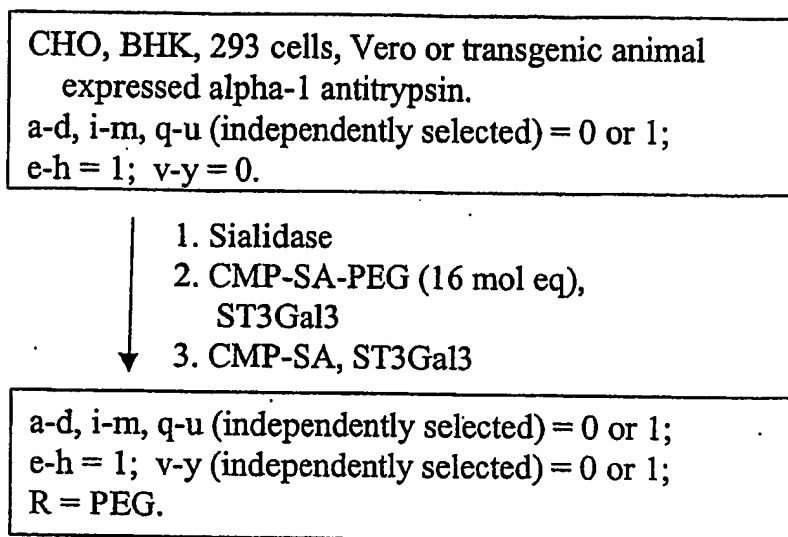 CHO, BHK, 293 cells, Vero or transgenic animal
expressed alpha-1 antitrypsin.
a-d, i-m, q-u (independently selected) = 0 or 1;
e-h = 1; v-y = 0.
1. Sialidase
2. CMP-SA-PEG (16 mol eq),
ST3Gal3
3. CMP-SA, ST3Gal3
a-d, i-m, q-u (independently selected) = 0 or 1;
e-h = 1; v-y (independently selected) = 0 or 1;
R = PEG.